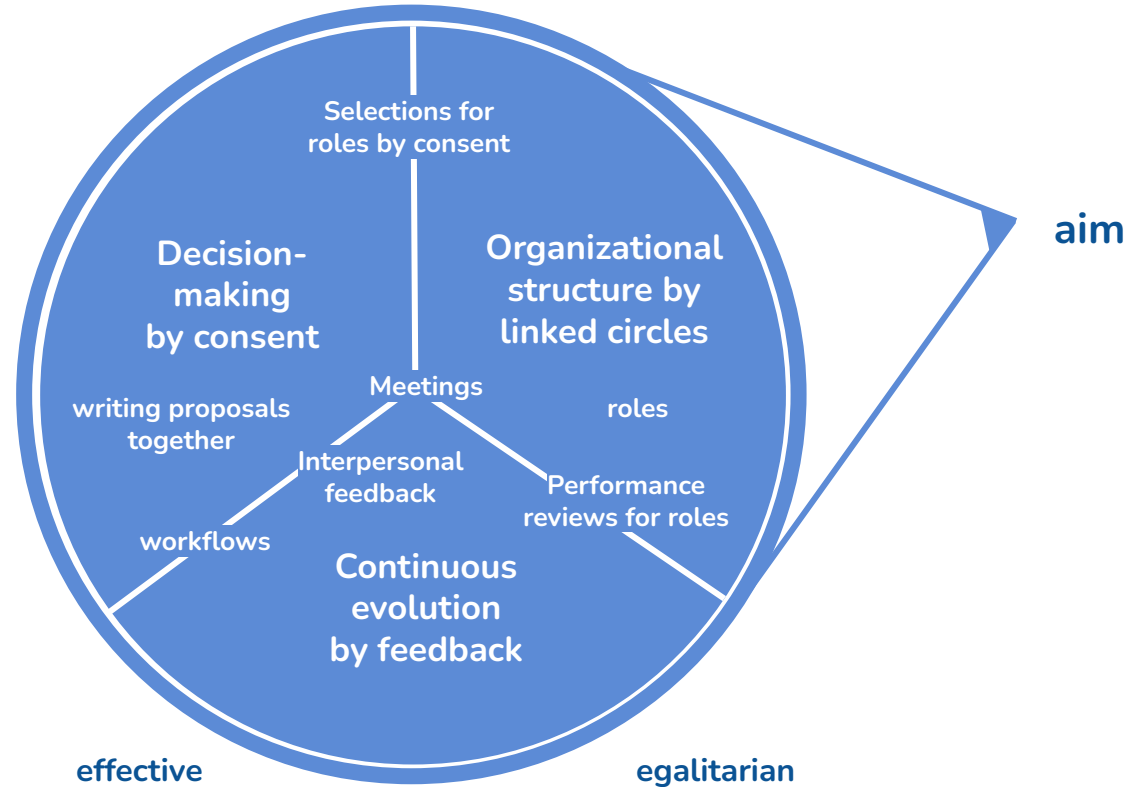 Selections for
roles by consent
Decision-
making
by consent
Organizational
structure by
linked circles
Meetings
writing proposals
together
roles
Interpersonal
feedback
Performance
reviews for roles
workflows
Continuous
evolution
by feedback
aim
effective
egalitarian